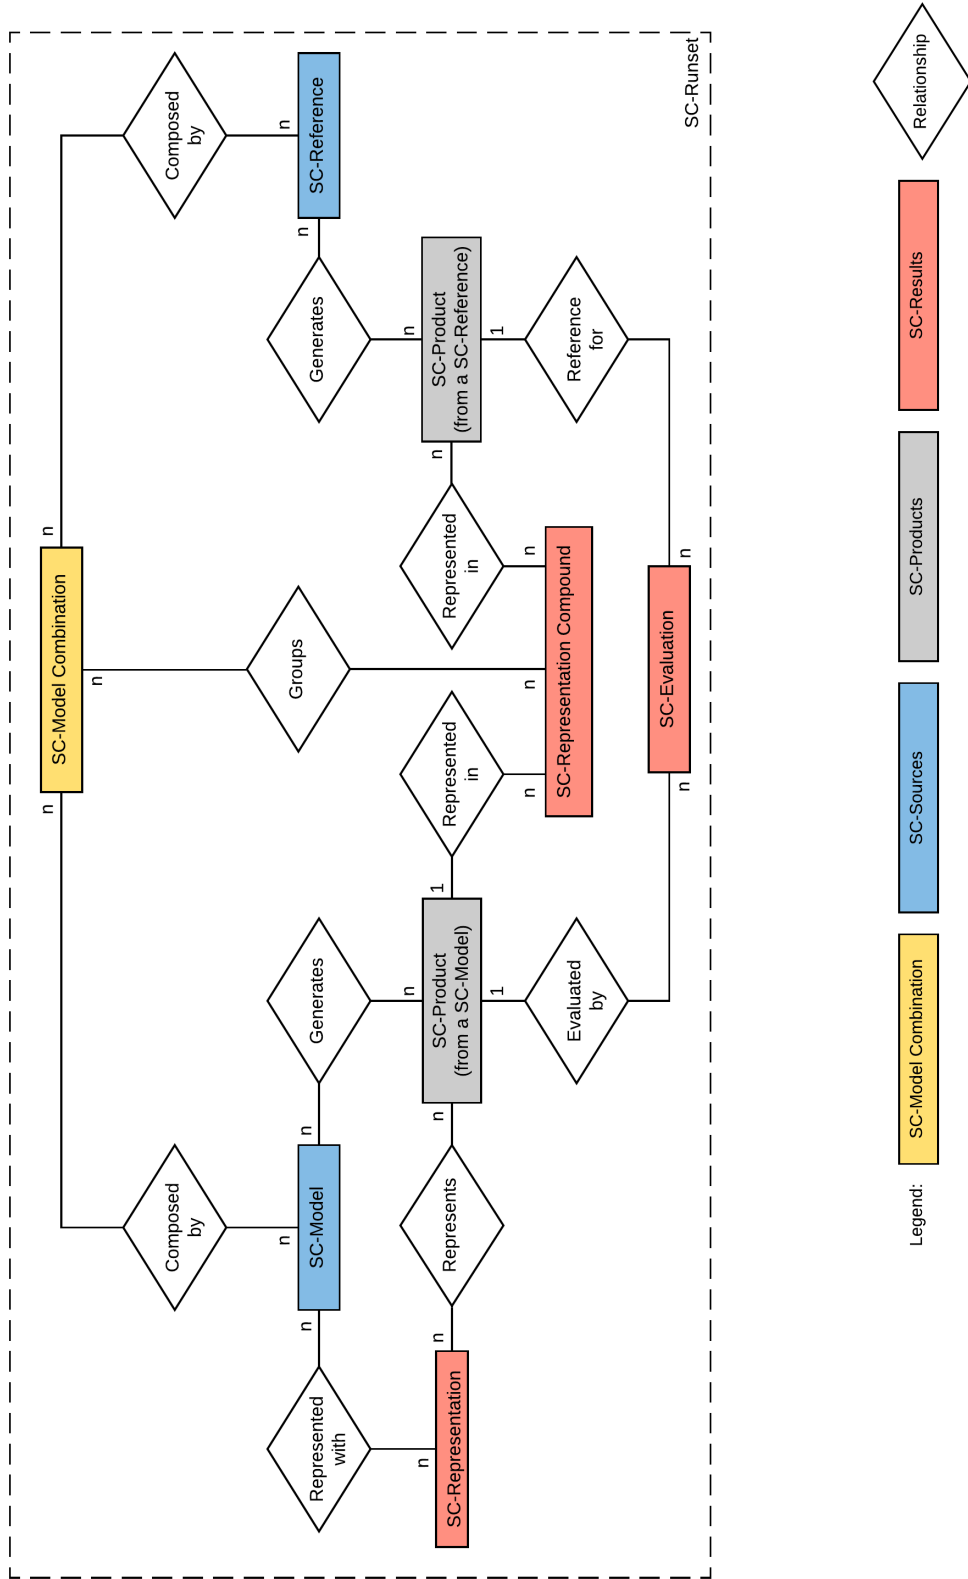 n
n
SC-Model Combination
n
Composed
by
Composed
by
n
n
Groups
n
n
n
Represented
with
SC-Model
Generates
Generates
SC-Reference
n
n
n
n
n
1
n
SC-Representation
Represents
SC-Product
(from a SC-Model)
Represented
in
Represented
in
SC-Product
(from a SC-Reference)
1
1
n
n
n
SC-Representation Compound
Evaluated
by
Reference
for
SC-Evaluation
n
n
SC-Runset
Legend:
SC-Model Combination
SC-Sources
SC-Products
SC-Results
Relationship